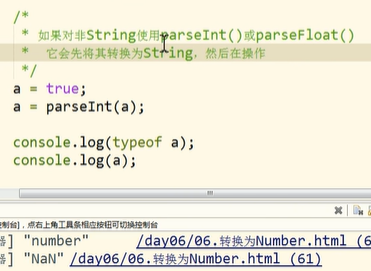 /*
* 如果对非String使用parseInt()或parseFloat()
* 它会先将其转换为String,然后在操作
*/
a = true;
a = parseInt(a);
console.log(typeof a);
console.log(a);
控制台],点右上角工具条相应按钮可切换控制台
器] "number" /day06/06.转换为Number.html (6
器] "NaN" /day06/06.转换为Number.html (61)